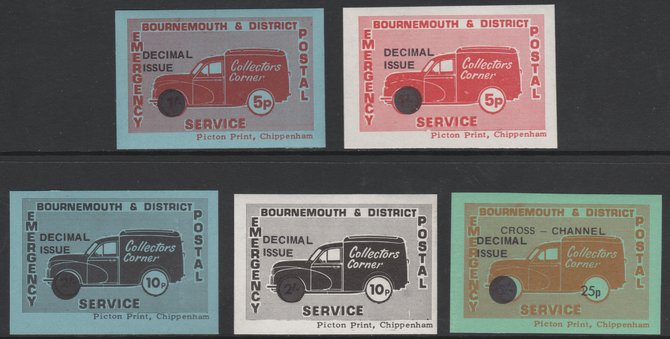 BOURNEMOUTH & DISTRICT
EMERGENCY
POSTAL
DECIMAL
ISSUE
Collectors
Corner
5p
SERVICE
Picton Print, Chippenham
BOURNEMOUTH & DISTRICT
EMERGENCY
POSTAL
DECIMAL
ISSUE
Collectors
Corner
5p
SERVICE
Picton Print, Chippenham
BOURNEMOUTH & DISTRICT
EMERGENCY
POSTAL
DECIMAL
ISSUE
Collectors
Corner
10p
SERVICE
Picton Print, Chippenham
BOURNEMOUTH & DISTRICT
EMERGENCY
POSTAL
DECIMAL
ISSUE
Collectors
Corner
2/-
10p
SERVICE
Picton Print, Chippenham
BOURNEMOUTH & DISTRICT
EMERGENCY
POSTAL
CROSS - CHANNEL
DECIMAL
ISSUE
Collectors
Corner
25p
SERVICE
Picton Print, Chippenham